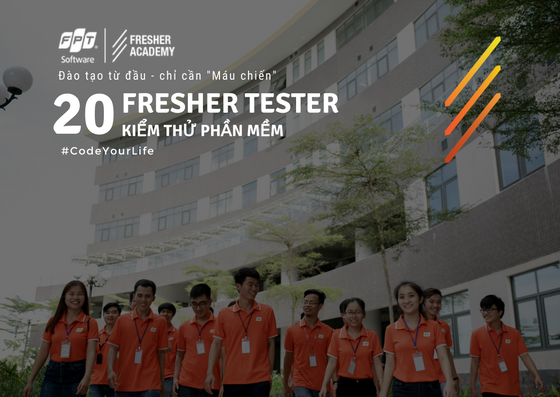 FPT
Software
FRESHER
ACADEMY
Đào tạo từ đầu - chỉ cần "Máu chiến"
20 FRESHER TESTER
KIỂM THỬ PHẦN MỀM
#CodeYourLife